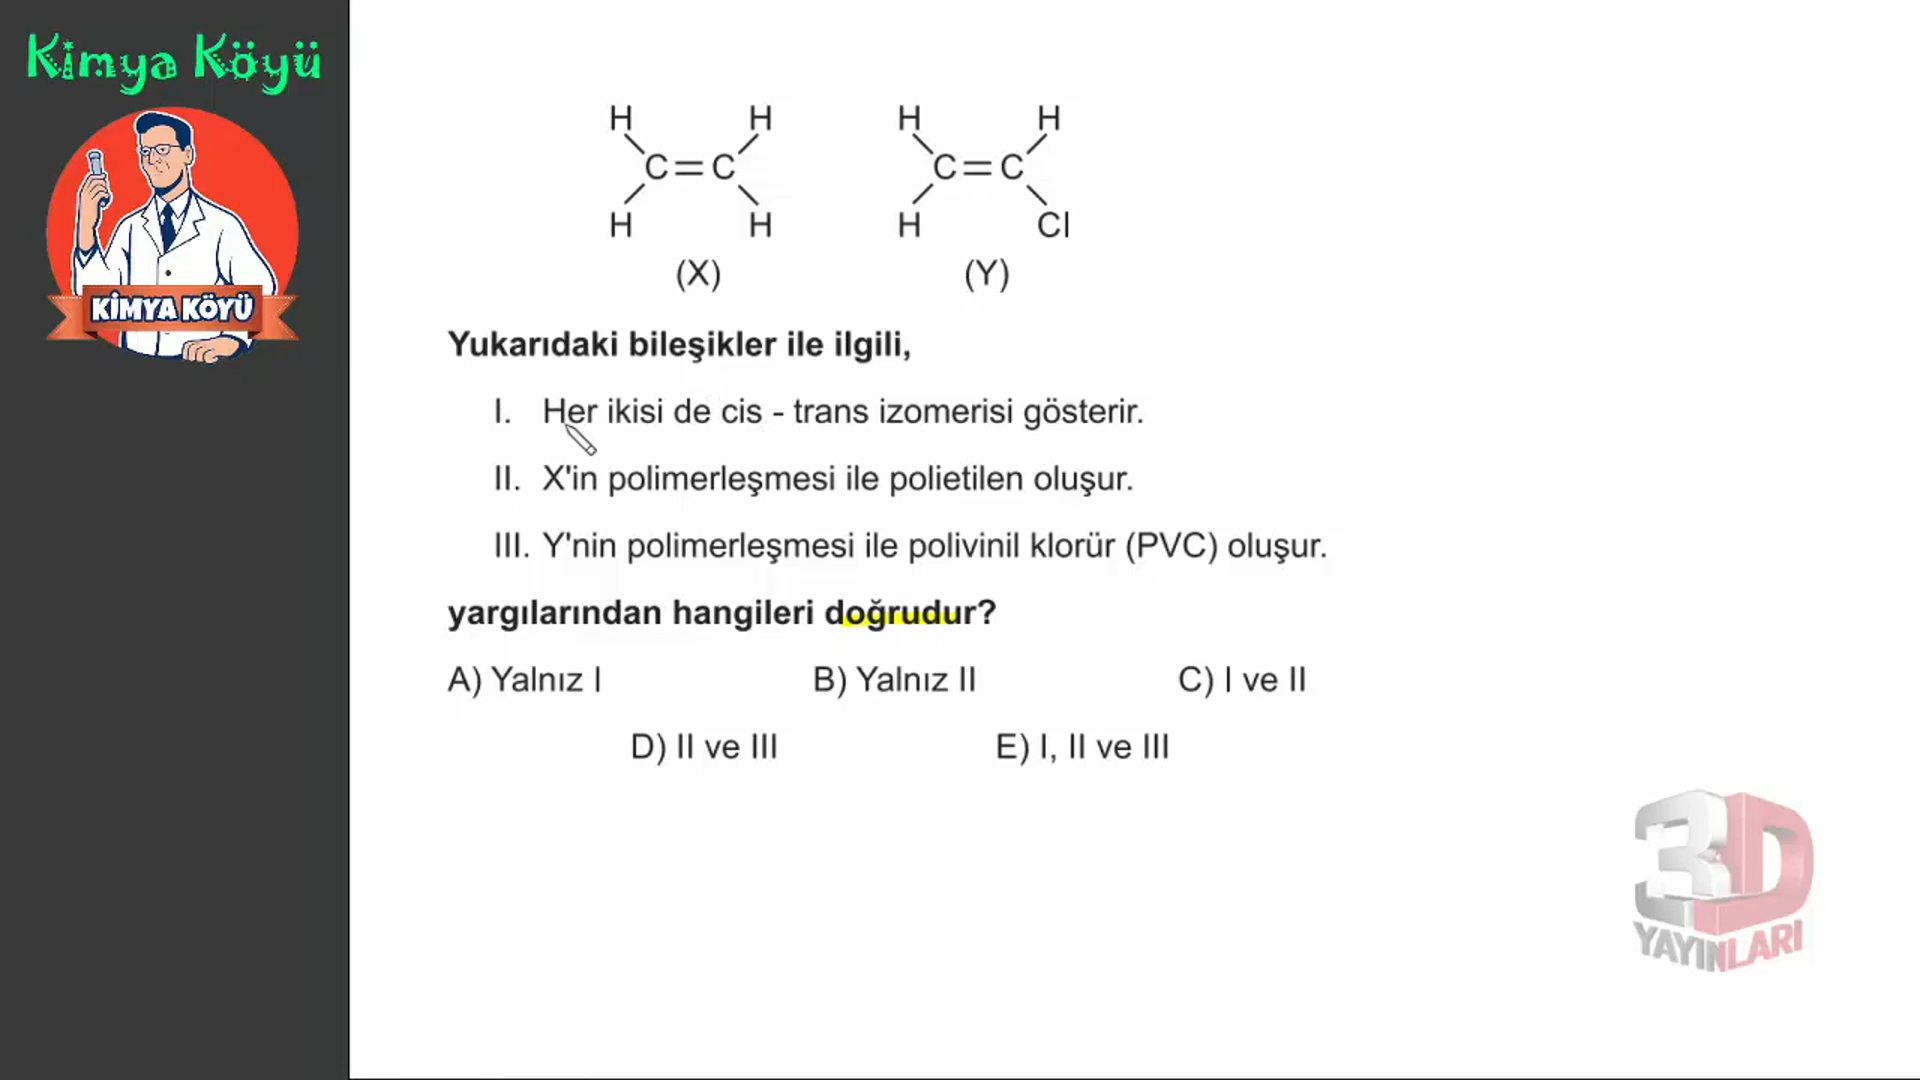 Kimya Köyü
KİMYA KÖYÜ
H H H H
C=C C=C
H H H Cl
(X) (Y)
Yukarıdaki bileşikler ile ilgili,
I. Her ikisi de cis - trans izomerisi gösterir.
II. X'in polimerleşmesi ile polietilen oluşur.
III. Y'nin polimerleşmesi ile polivinil klorür (PVC) oluşur.
yargılarından hangileri doğrudur?
A) Yalnız I B) Yalnız II C) I ve II
D) II ve III E) I, II ve III
3D
YAYINLARI